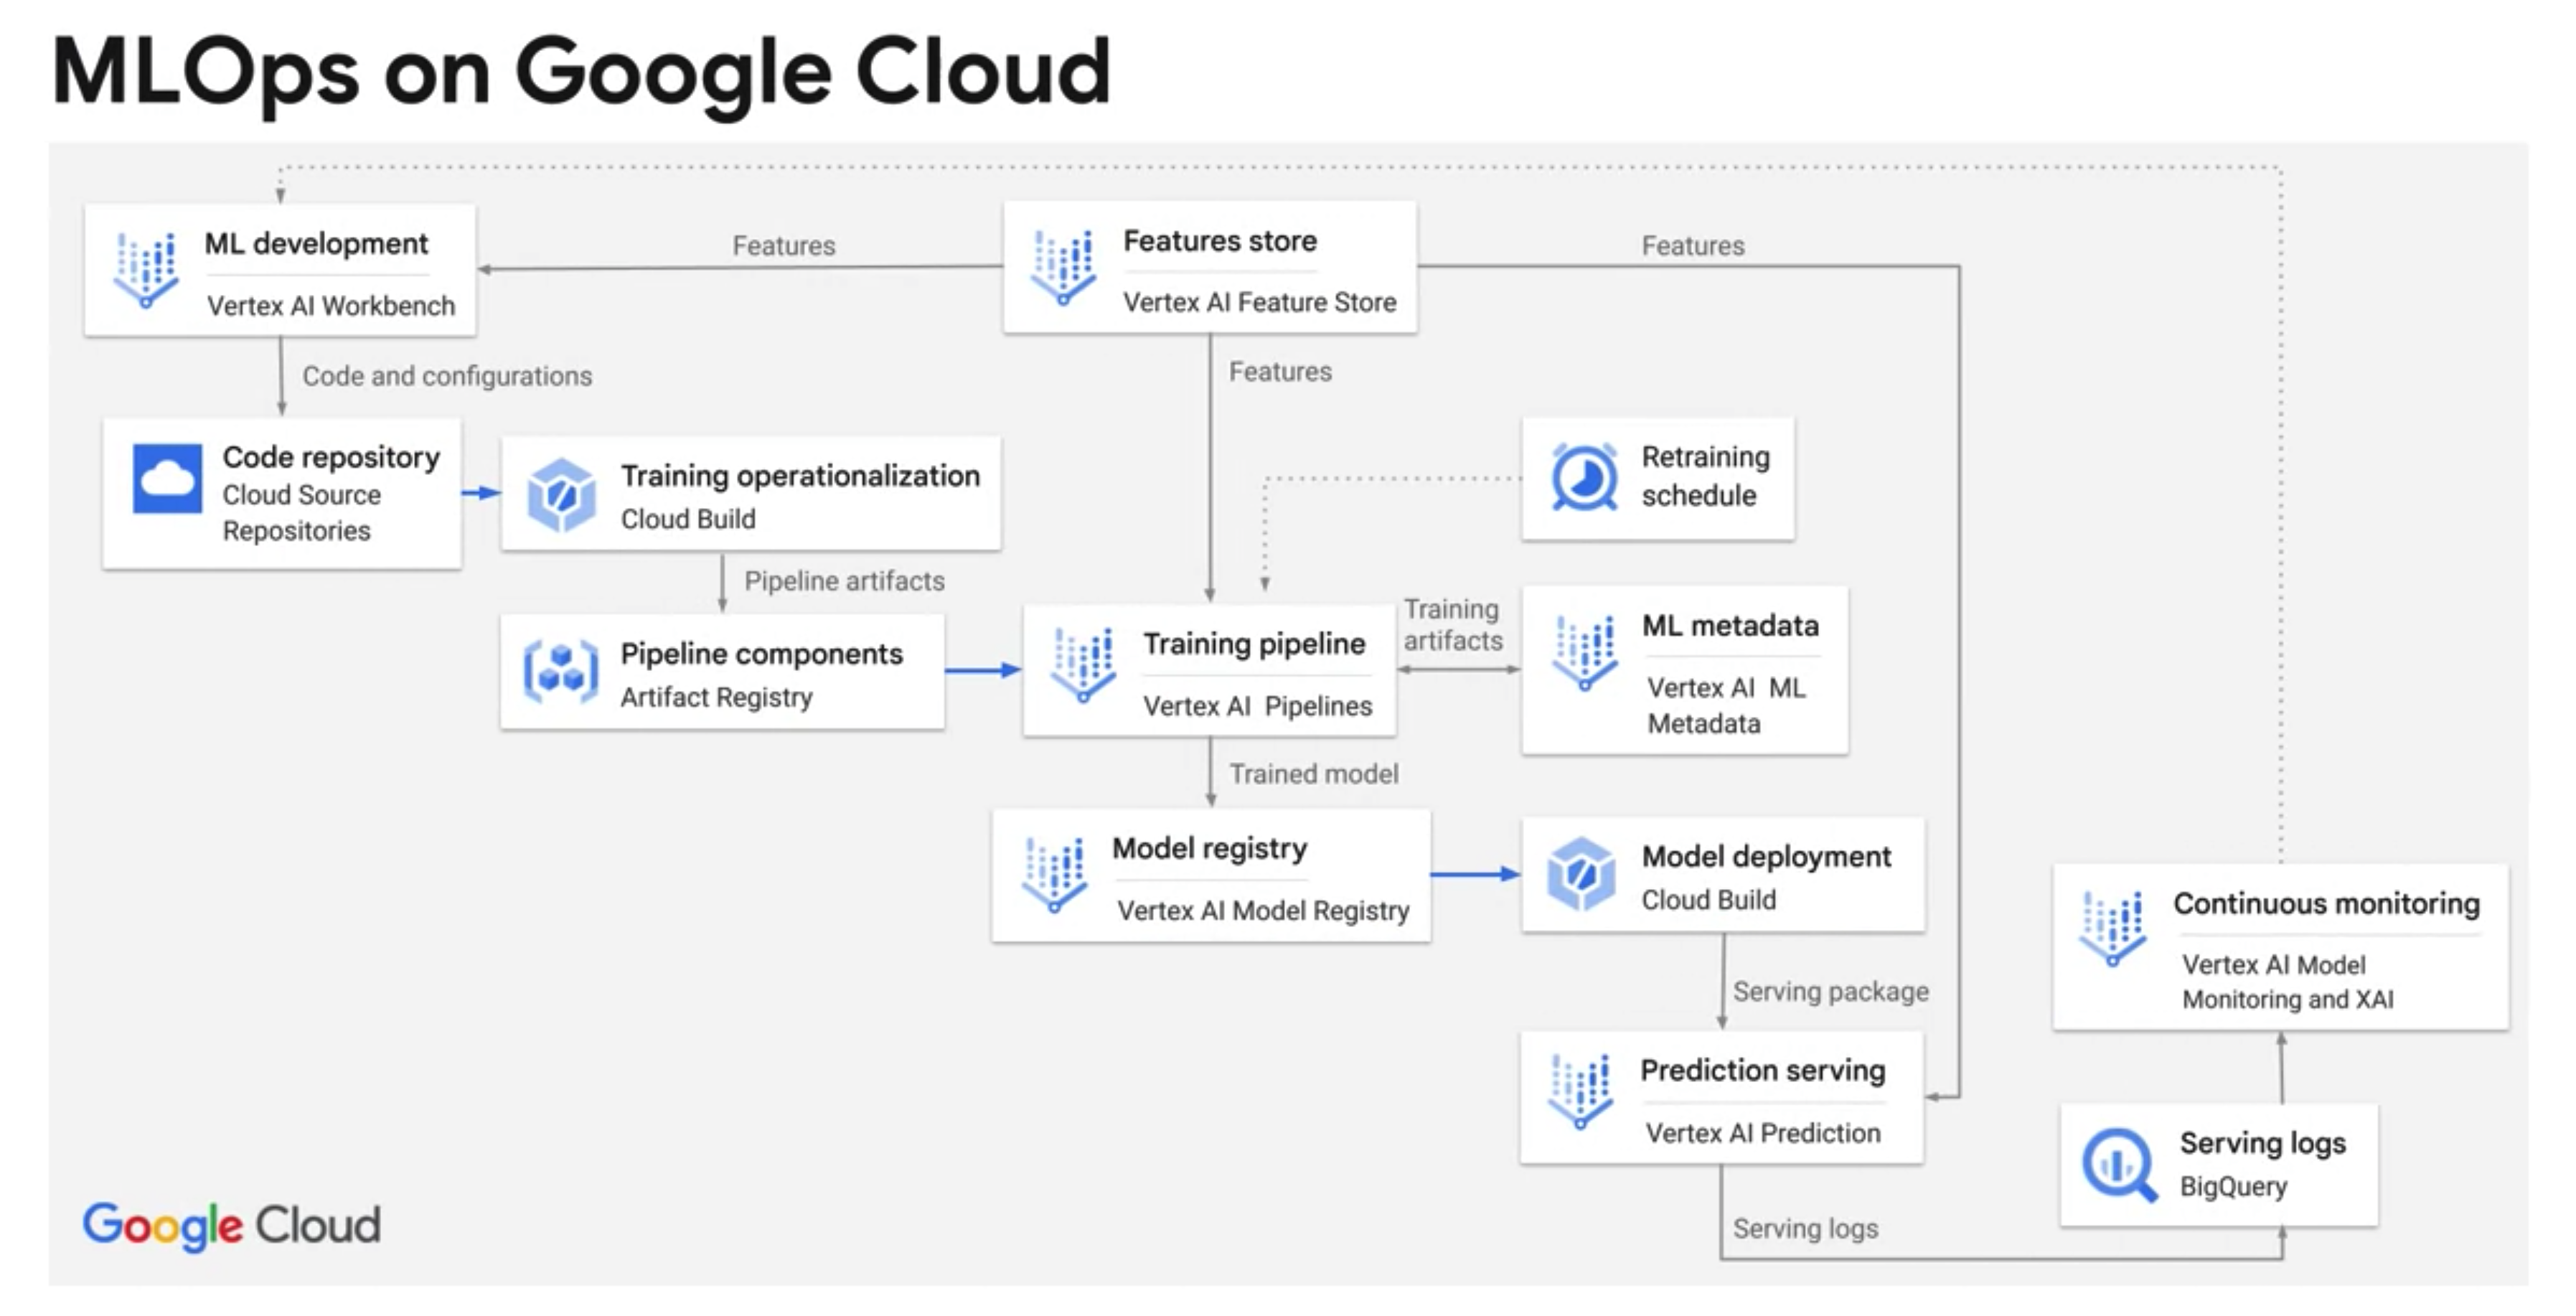 MLOps on Google Cloud
ML development
Vertex AI Workbench
Features
Features store
Vertex AI Feature Store
Features
Code and configurations
Features
Code repository
Cloud Source
Repositories
Training operationalization
Cloud Build
Retraining
schedule
Pipeline artifacts
Pipeline components
Artifact Registry
Training pipeline
Vertex AI Pipelines
Training
artifacts
ML metadata
Vertex AI ML
Metadata
Trained model
Model registry
Vertex AI Model Registry
Model deployment
Cloud Build
Continuous monitoring
Vertex AI Model
Monitoring and XAI
Serving package
Prediction serving
Vertex AI Prediction
Serving logs
BigQuery
Serving logs
Google Cloud